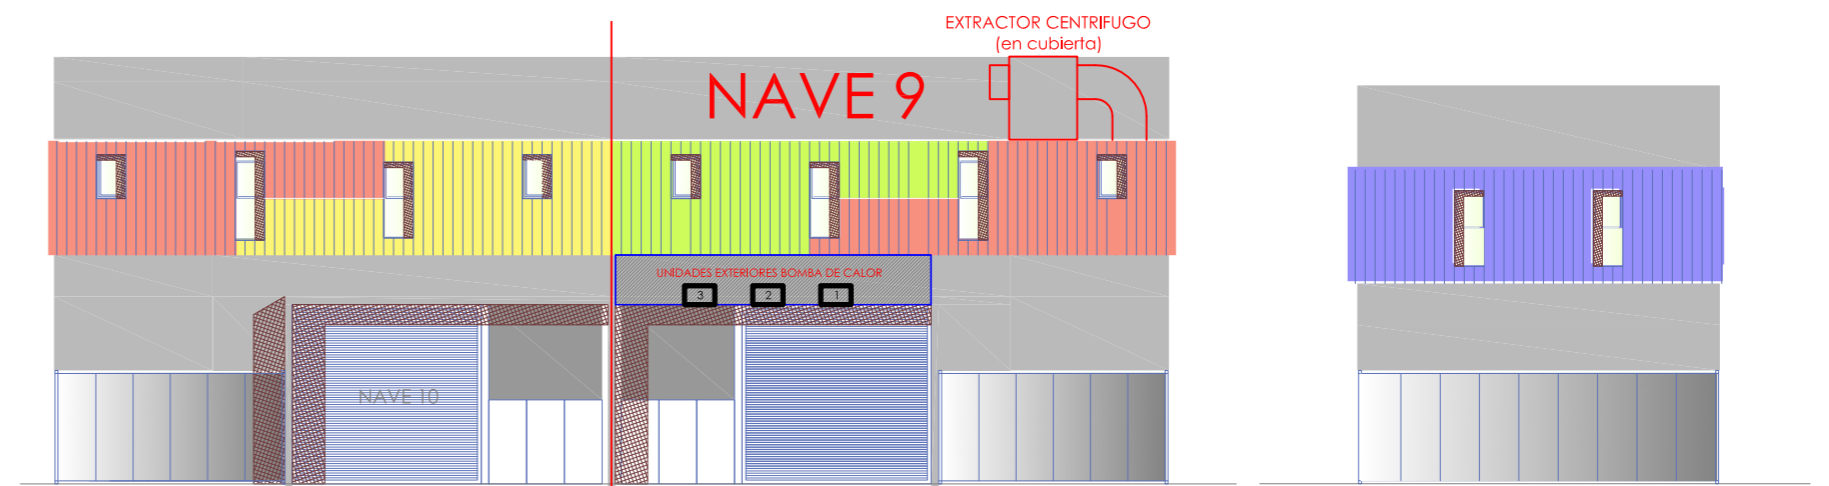 EXTRACTOR CENTRIFUGO
(en cubierta)
NAVE 9
UNIDADES EXTERIORES BOMBA DE CALOR
3 2 1
NAVE 10